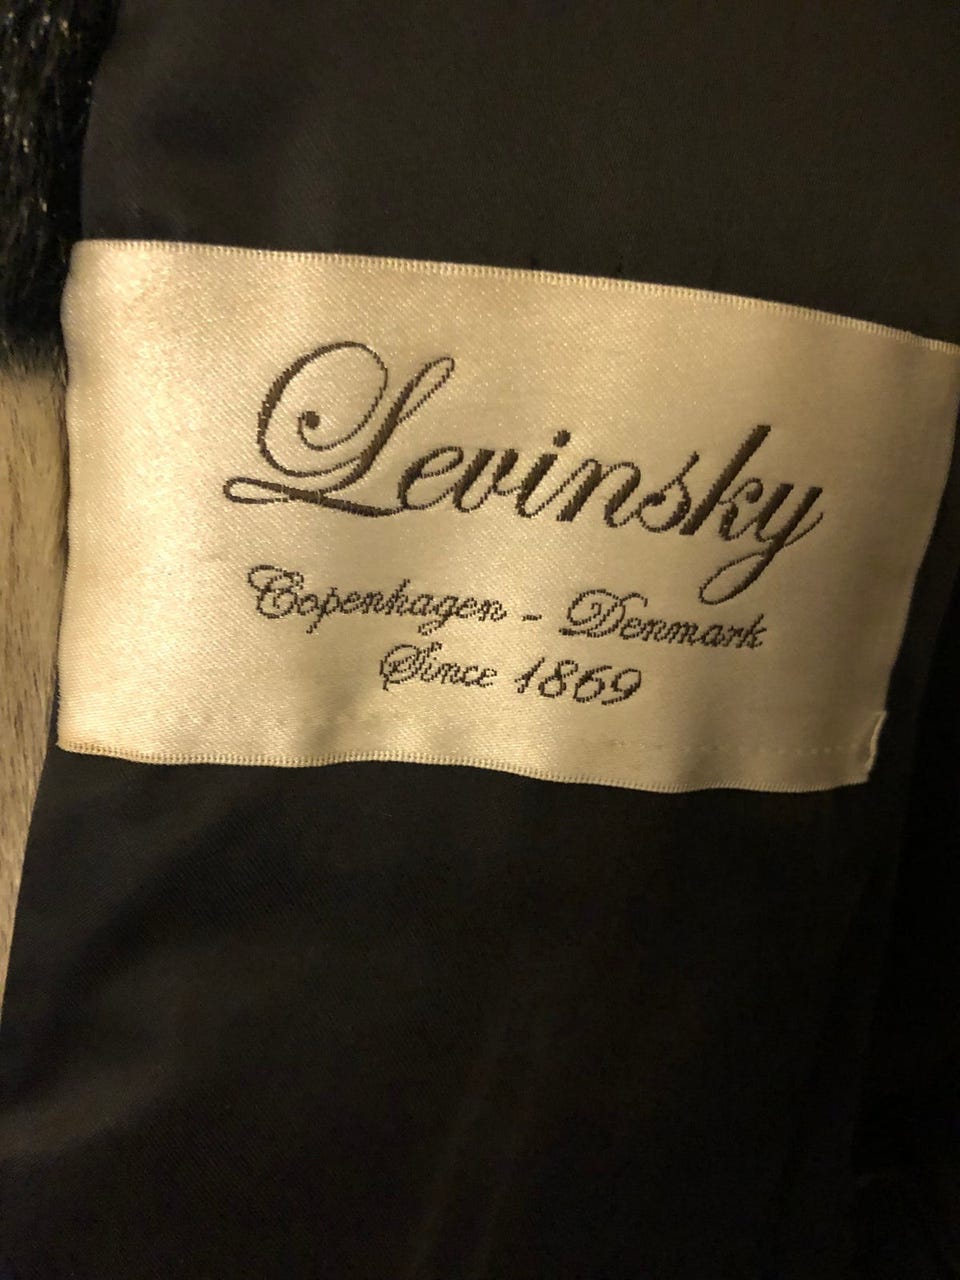 Levinsky
Copenhagen - Denmark
Since 1869